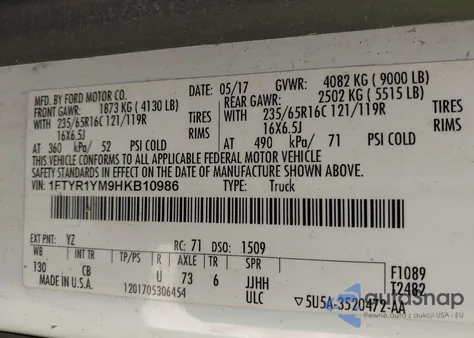 MFD. BY FORD MOTOR CO. DATE: 05/17 GVWR: 4082 KG ( 9000 LB)
FRONT GAWR: 1873 KG ( 4130 LB) REAR GAWR: 2502 KG ( 5515 LB)
WITH 235/65R16C 121/119R TIRES WITH 235/65R16C 121/119R TIRES
16X6.5J RIMS 16X6.5J RIMS
AT 360 kPa/ 52 PSI COLD AT 490 kPa/ 71 PSI COLD
THIS VEHICLE CONFORMS TO ALL APPLICABLE FEDERAL MOTOR VEHICLE
SAFETY STANDARDS IN EFFECT ON THE DATE OF MANUFACTURE SHOWN ABOVE.
VIN: 1FTYR1YM9HKB10986 TYPE: Truck
EXT PNT: YZ RC: 71 DSO: 1509
WB INT TR TP/PS R AXLE TR SPR F1089
130 CB U 73 6 JJHH T2482
MADE IN U.S.A. 1201705306454 ULC 5U5A-3520472-AA
AutoSnap
HISTORIA POJAZDÓW USA I EU